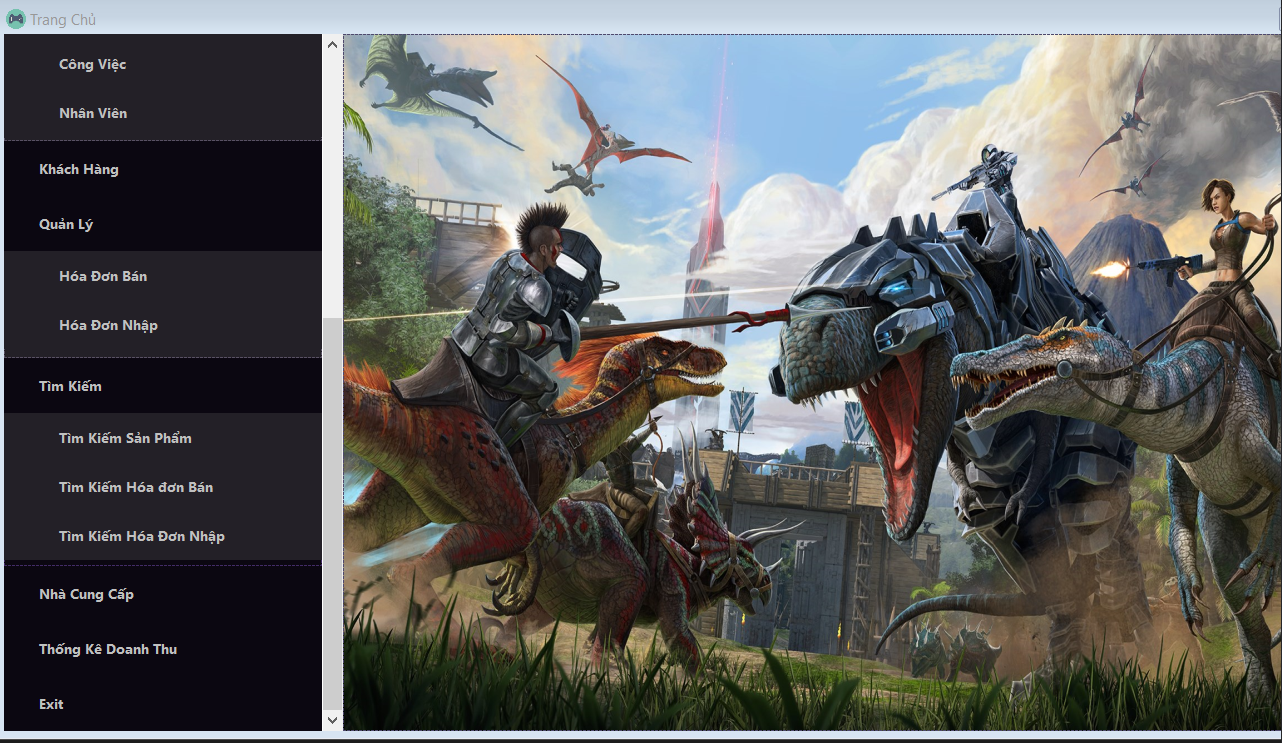 Trang Chủ
Công Việc
Nhân Viên
Khách Hàng
Quản Lý
Hóa Đơn Bán
Hóa Đơn Nhập
Tìm Kiếm
Tìm Kiếm Sản Phẩm
Tìm Kiếm Hóa đơn Bán
Tìm Kiếm Hóa Đơn Nhập
Nhà Cung Cấp
Thống Kê Doanh Thu
Exit